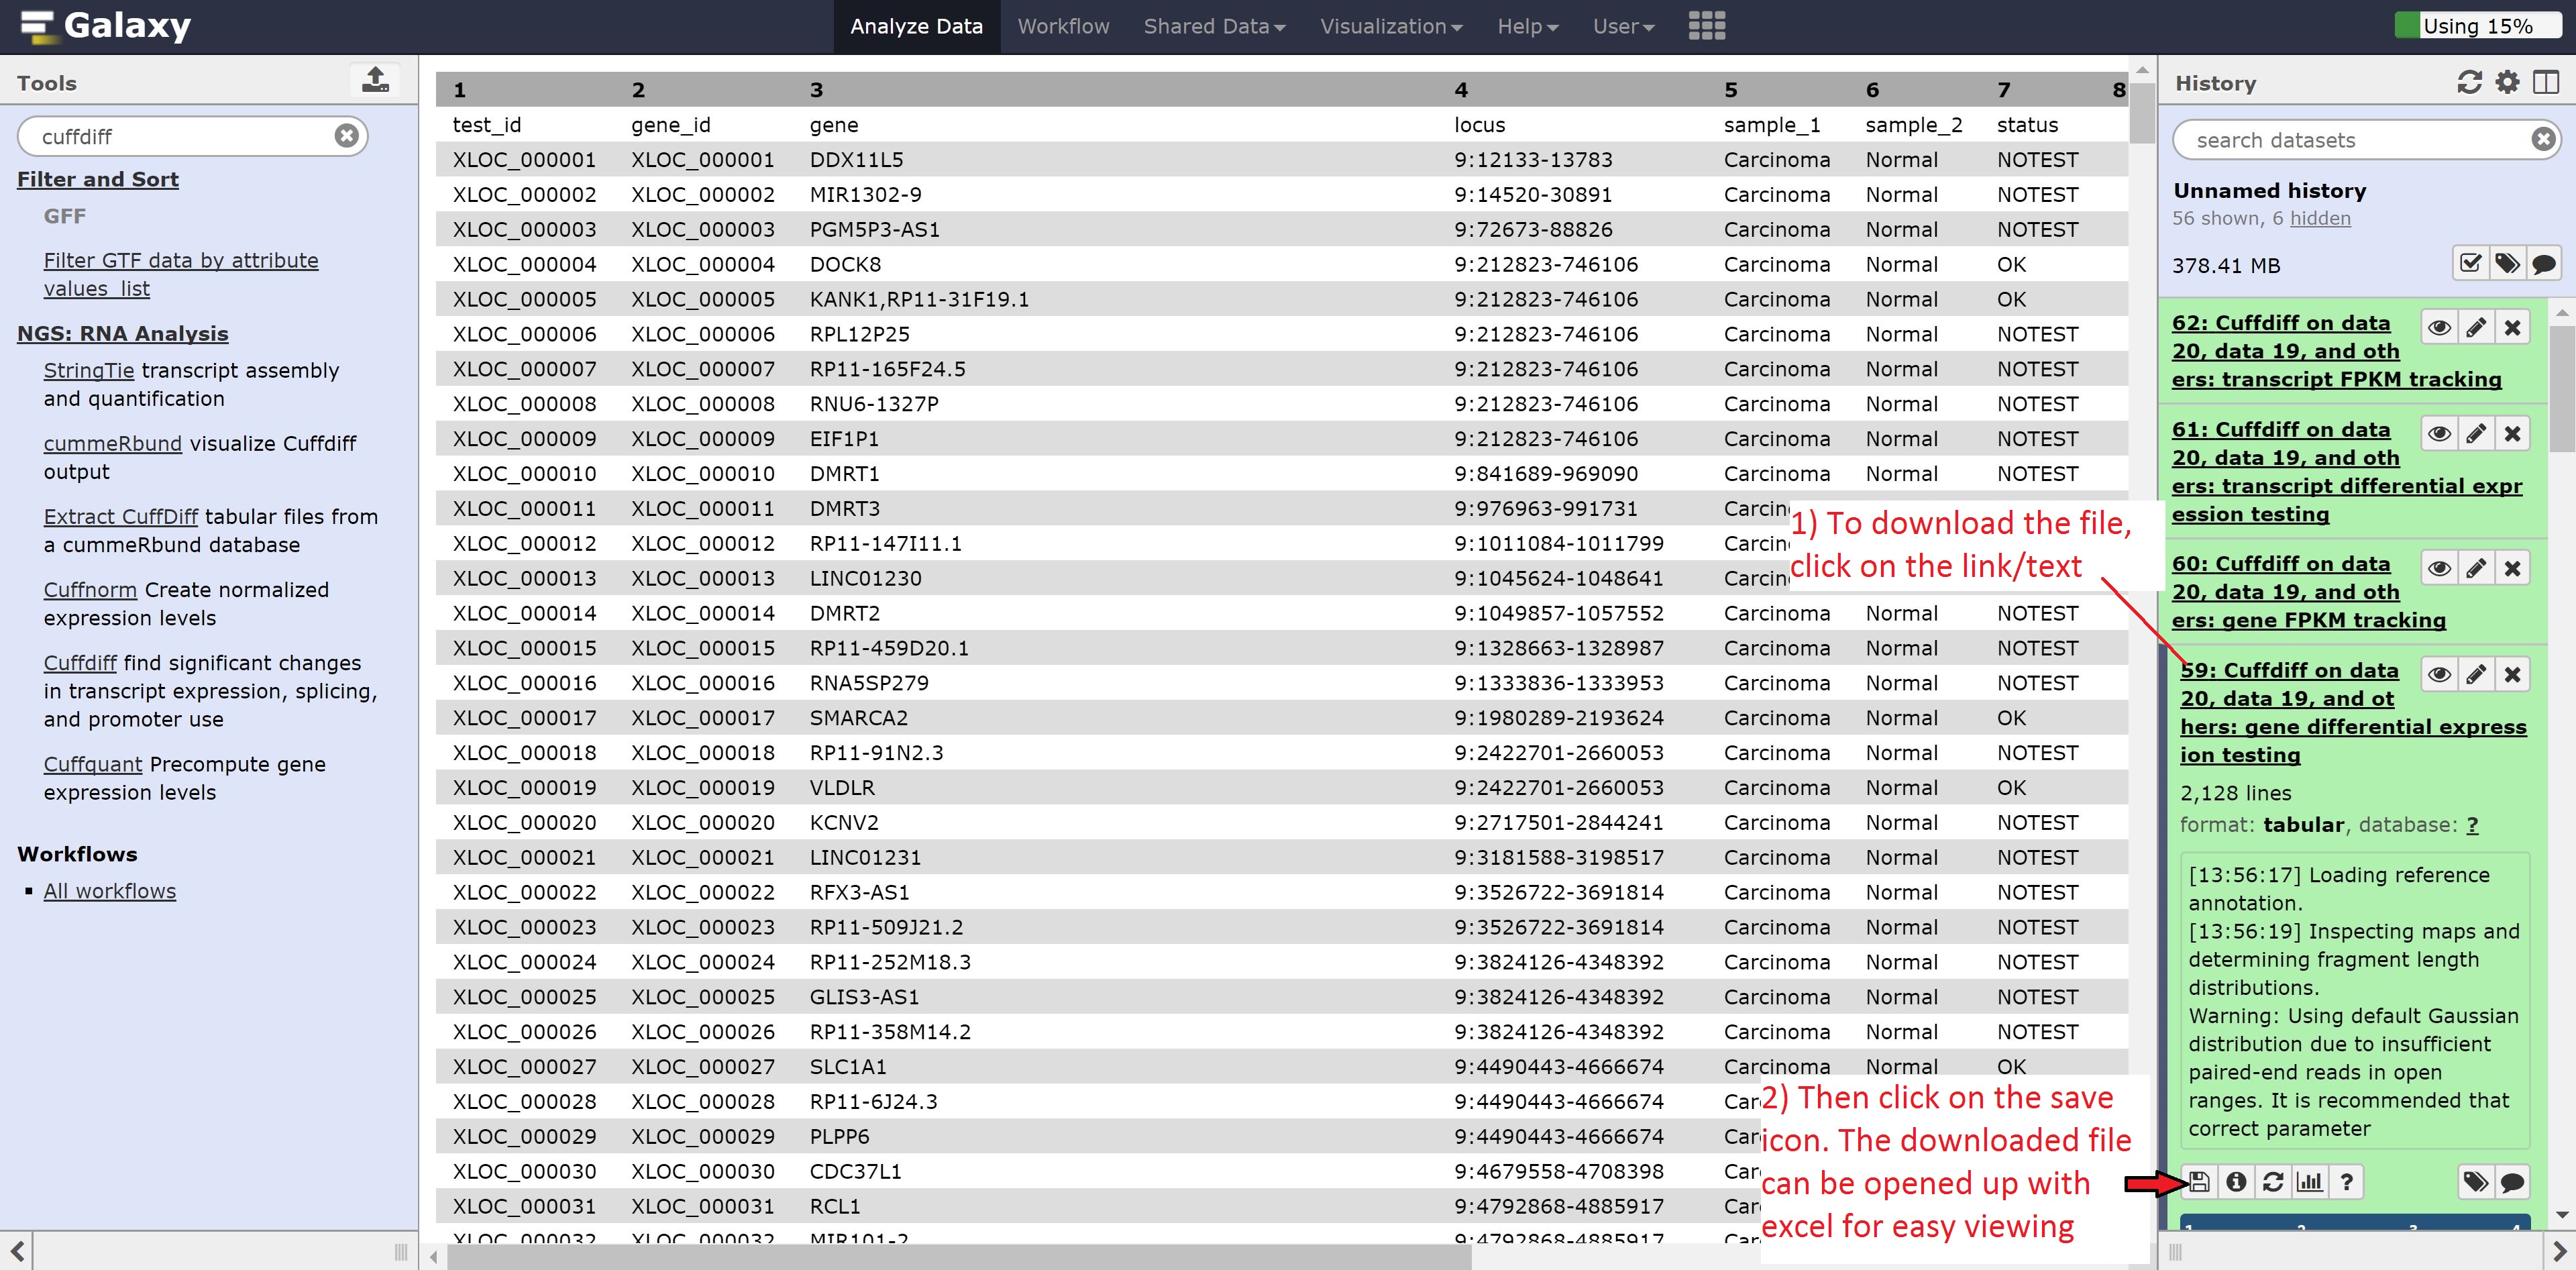 Galaxy
Analyze Data Workflow Shared Data Visualization Help User
Using 15%
Tools
cuffdiff
Filter and Sort
GFF
Filter GTF data by attribute
values_list
NGS: RNA Analysis
StringTie transcript assembly
and quantification
cummeRbund visualize Cuffdiff
output
Extract CuffDiff tabular files from
a cummeRbund database
Cuffnorm Create normalized
expression levels
Cuffdiff find significant changes
in transcript expression, splicing,
and promoter use
Cuffquant Precompute gene
expression levels
Workflows
All workflows
1 2 3 4 5 6 7 8
test_id gene_id gene locus sample_1 sample_2 status
XLOC_000001 XLOC_000001 DDX11L5 9:12133-13783 Carcinoma Normal NOTEST
XLOC_000002 XLOC_000002 MIR1302-9 9:14520-30891 Carcinoma Normal NOTEST
XLOC_000003 XLOC_000003 PGM5P3-AS1 9:72673-88826 Carcinoma Normal NOTEST
XLOC_000004 XLOC_000004 DOCK8 9:212823-746106 Carcinoma Normal OK
XLOC_000005 XLOC_000005 KANK1,RP11-31F19.1 9:212823-746106 Carcinoma Normal OK
XLOC_000006 XLOC_000006 RPL12P25 9:212823-746106 Carcinoma Normal NOTEST
XLOC_000007 XLOC_000007 RP11-165F24.5 9:212823-746106 Carcinoma Normal NOTEST
XLOC_000008 XLOC_000008 RNU6-1327P 9:212823-746106 Carcinoma Normal NOTEST
XLOC_000009 XLOC_000009 EIF1P1 9:212823-746106 Carcinoma Normal NOTEST
XLOC_000010 XLOC_000010 DMRT1 9:841689-969090 Carcinoma Normal NOTEST
XLOC_000011 XLOC_000011 DMRT3 9:976963-991731 Carcin
XLOC_000012 XLOC_000012 RP11-147I11.1 9:1011084-1011799 Carcin
XLOC_000013 XLOC_000013 LINC01230 9:1045624-1048641 Carcin
XLOC_000014 XLOC_000014 DMRT2 9:1049857-1057552 Carcinoma Normal NOTEST
XLOC_000015 XLOC_000015 RP11-459D20.1 9:1328663-1328987 Carcinoma Normal NOTEST
XLOC_000016 XLOC_000016 RNA5SP279 9:1333836-1333953 Carcinoma Normal NOTEST
XLOC_000017 XLOC_000017 SMARCA2 9:1980289-2193624 Carcinoma Normal OK
XLOC_000018 XLOC_000018 RP11-91N2.3 9:2422701-2660053 Carcinoma Normal NOTEST
XLOC_000019 XLOC_000019 VLDLR 9:2422701-2660053 Carcinoma Normal OK
XLOC_000020 XLOC_000020 KCNV2 9:2717501-2844241 Carcinoma Normal NOTEST
XLOC_000021 XLOC_000021 LINC01231 9:3181588-3198517 Carcinoma Normal NOTEST
XLOC_000022 XLOC_000022 RFX3-AS1 9:3526722-3691814 Carcinoma Normal NOTEST
XLOC_000023 XLOC_000023 RP11-509J21.2 9:3526722-3691814 Carcinoma Normal NOTEST
XLOC_000024 XLOC_000024 RP11-252M18.3 9:3824126-4348392 Carcinoma Normal NOTEST
XLOC_000025 XLOC_000025 GLIS3-AS1 9:3824126-4348392 Carcinoma Normal NOTEST
XLOC_000026 XLOC_000026 RP11-358M14.2 9:3824126-4348392 Carcinoma Normal NOTEST
XLOC_000027 XLOC_000027 SLC1A1 9:4490443-4666674 Carcinoma Normal OK
XLOC_000028 XLOC_000028 RP11-6J24.3 9:4490443-4666674 Car
XLOC_000029 XLOC_000029 PLPP6 9:4490443-4666674 Car
XLOC_000030 XLOC_000030 CDC37L1 9:4679558-4708398 Car
XLOC_000031 XLOC_000031 RCL1 9:4792868-4885917 Car
XLOC_000032 XLOC_000032 MIR101-2 9:4792868-4885917 Car
1) To download the file,
click on the link/text
2) Then click on the save
icon. The downloaded file
can be opened up with
excel for easy viewing
History
search datasets
Unnamed history
56 shown, 6 hidden
378.41 MB
62: Cuffdiff on data
20, data 19, and oth
ers: transcript FPKM tracking
61: Cuffdiff on data
20, data 19, and oth
ers: transcript differential expr
ession testing
60: Cuffdiff on data
20, data 19, and oth
ers: gene FPKM tracking
59: Cuffdiff on data
20, data 19, and ot
hers: gene differential express
ion testing
2,128 lines
format: tabular, database: ?
[13:56:17] Loading reference
annotation.
[13:56:19] Inspecting maps and
determining fragment length
distributions.
Warning: Using default Gaussian
distribution due to insufficient
paired-end reads in open
ranges. It is recommended that
correct parameter
?
1 2 3 4